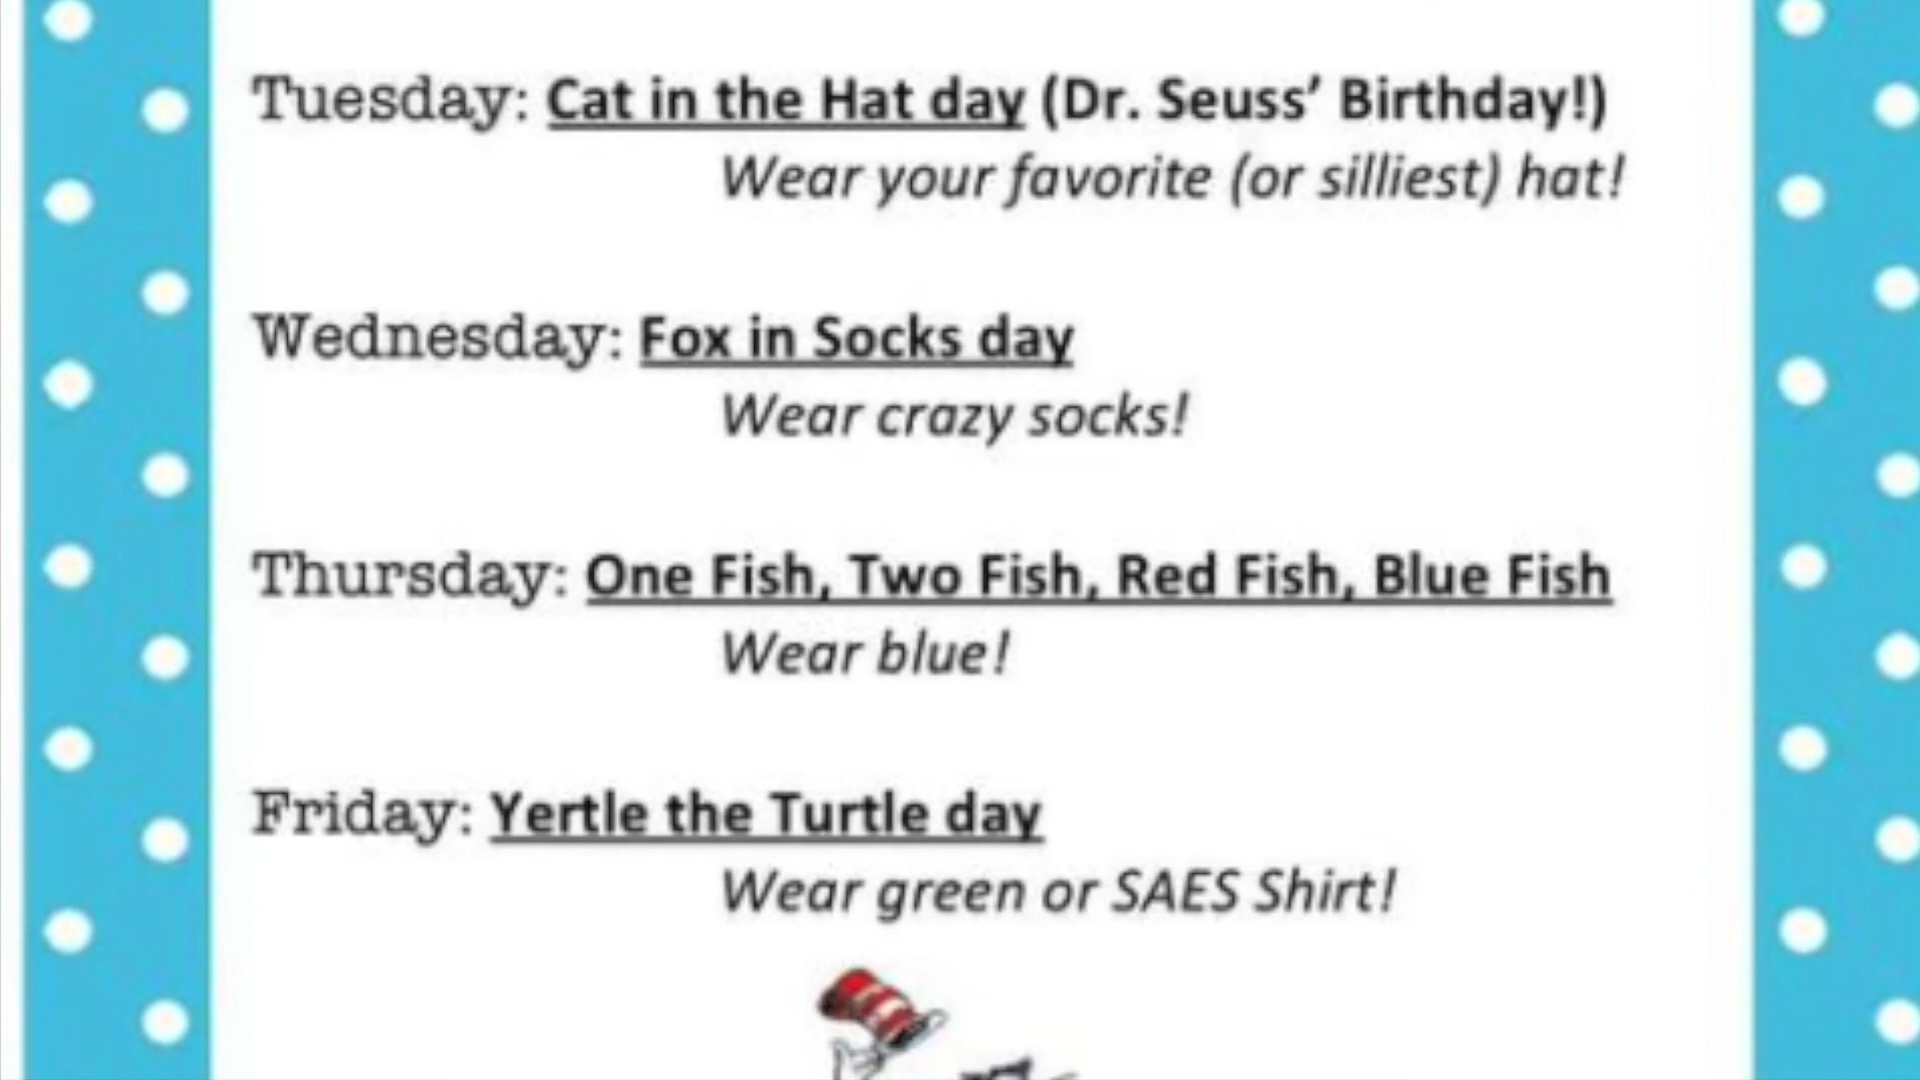 Tuesday: Cat in the Hat day (Dr. Seuss’ Birthday!)
Wear your favorite (or silliest) hat!
Wednesday: Fox in Socks day
Wear crazy socks!
Thursday: One Fish, Two Fish, Red Fish, Blue Fish
Wear blue!
Friday: Yertle the Turtle day
Wear green or SAES Shirt!